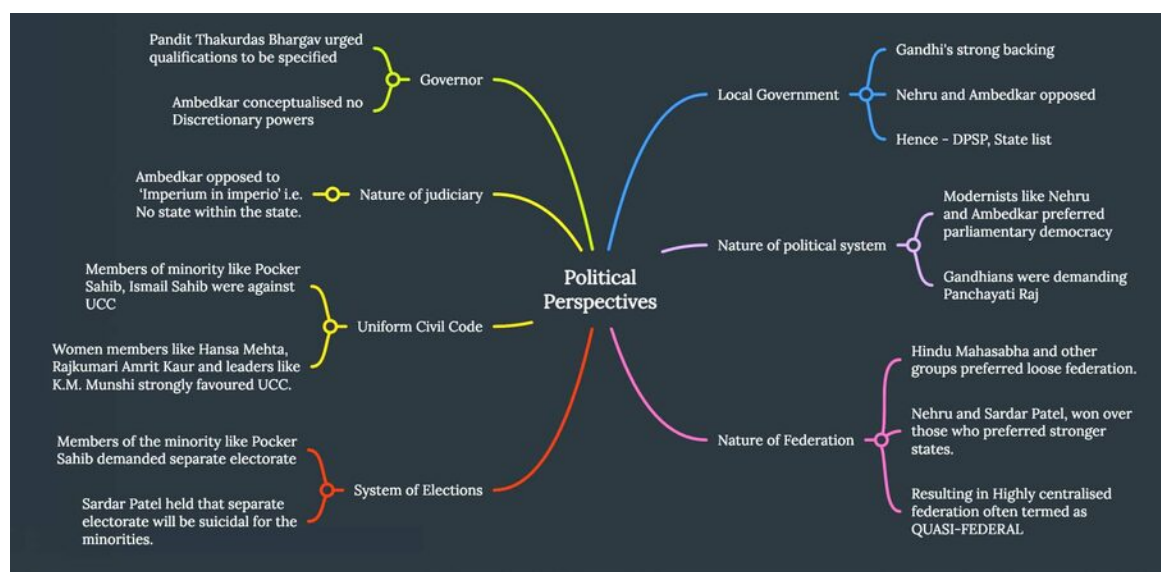 Political
Perspectives
Governor
Pandit Thakurdas Bhargav urged
qualifications to be specified
Ambedkar conceptualised no
Discretionary powers
Nature of judiciary
Ambedkar opposed to
'Imperium in imperio' i.e.
No state within the state.
Uniform Civil Code
Members of minority like Pocker
Sahib, Ismail Sahib were against
UCC
Women members like Hansa Mehta,
Rajkumari Amrit Kaur and leaders like
K.M. Munshi strongly favoured UCC.
System of Elections
Members of the minority like Pocker
Sahib demanded separate electorate
Sardar Patel held that separate
electorate will be suicidal for the
minorities.
Local Government
Gandhi's strong backing
Nehru and Ambedkar opposed
Hence - DPSP, State list
Nature of political system
Modernists like Nehru
and Ambedkar preferred
parliamentary democracy
Gandhians were demanding
Panchayati Raj
Nature of Federation
Hindu Mahasabha and other
groups preferred loose federation.
Nehru and Sardar Patel, won over
those who preferred stronger
states.
Resulting in Highly centralised
federation often termed as
QUASI-FEDERAL